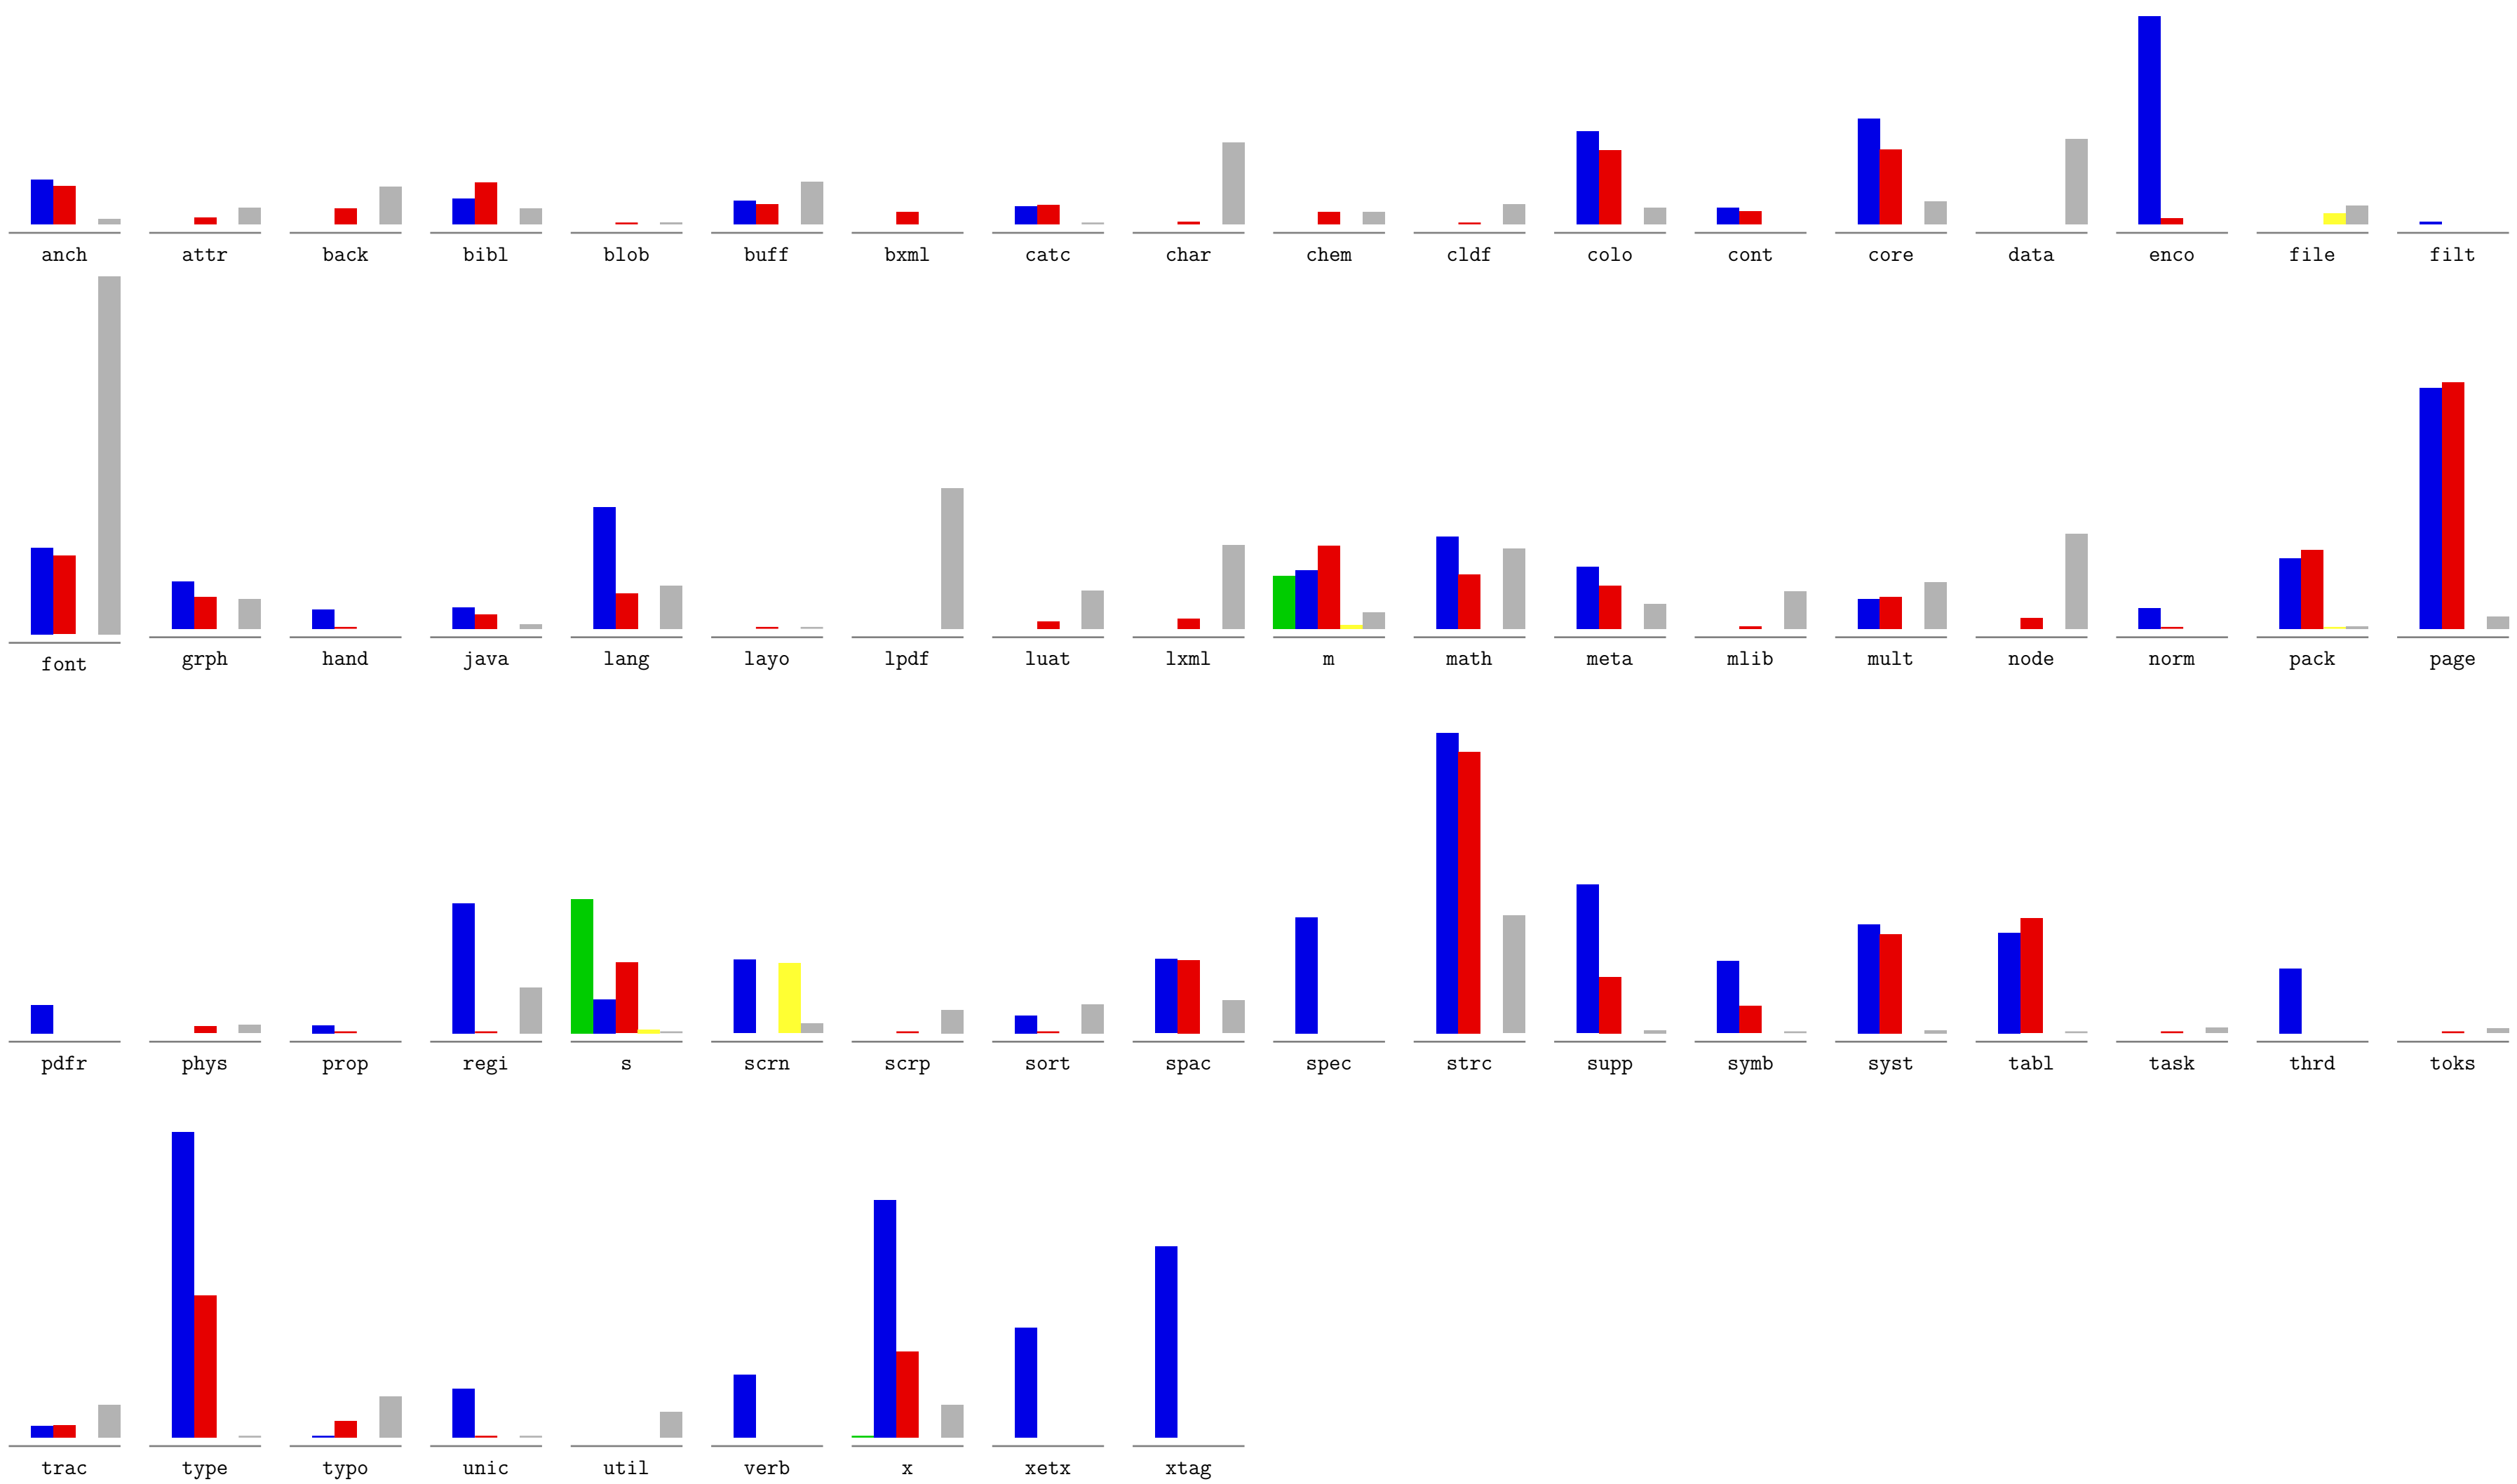 anch attr back bibl blob buff bxml catc char chem cldf colo cont core data enco file filt
font grph hand java lang layo lpdf luat lxml m math meta mlib mult node norm pack page
pdfr phys prop regi s scrn scrp sort spac spec strc supp symb syst tabl task thrd toks
trac type typo unic util verb x xetx xtag